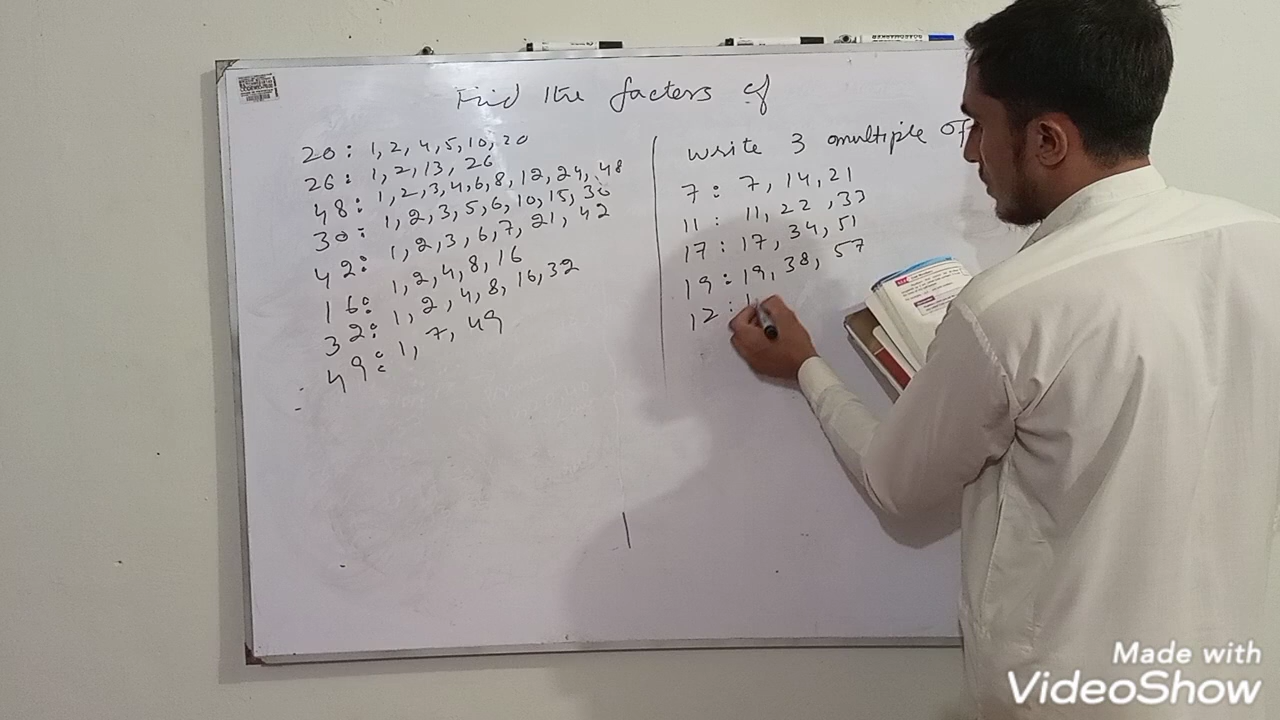 Find the facters of
20: 1, 2, 4, 5, 10, 20
26: 1, 2, 13, 26
48: 1, 2, 3, 4, 6, 8, 12, 24, 48
30: 1, 2, 3, 5, 6, 10, 15, 30
42: 1, 2, 3, 6, 7, 21, 42
16: 1, 2, 4, 8, 16
32: 1, 2, 4, 8, 16, 32
49: 1, 7, 49
write 3 multiple of
7: 7, 14, 21
11: 11, 22, 33
17: 17, 34, 51
19: 19, 38, 57
12: 1
Made with
VideoShow